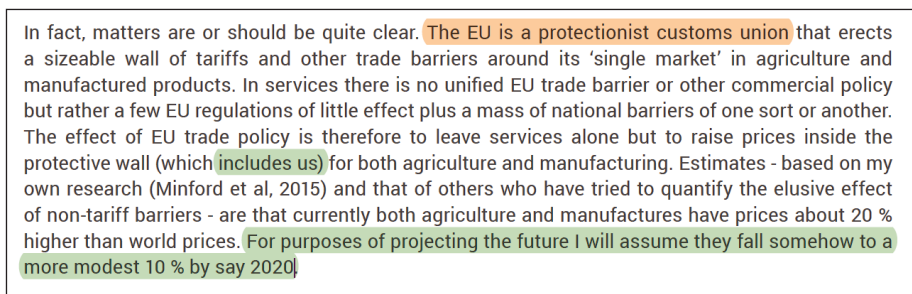 In fact, matters are or should be quite clear. The EU is a protectionist customs union that erects
a sizeable wall of tariffs and other trade barriers around its ‘single market’ in agriculture and
manufactured products. In services there is no unified EU trade barrier or other commercial policy
but rather a few EU regulations of little effect plus a mass of national barriers of one sort or another.
The effect of EU trade policy is therefore to leave services alone but to raise prices inside the
protective wall (which includes us) for both agriculture and manufacturing. Estimates - based on my
own research (Minford et al, 2015) and that of others who have tried to quantify the elusive effect
of non-tariff barriers - are that currently both agriculture and manufactures have prices about 20 %
higher than world prices. For purposes of projecting the future I will assume they fall somehow to a
more modest 10 % by say 2020.